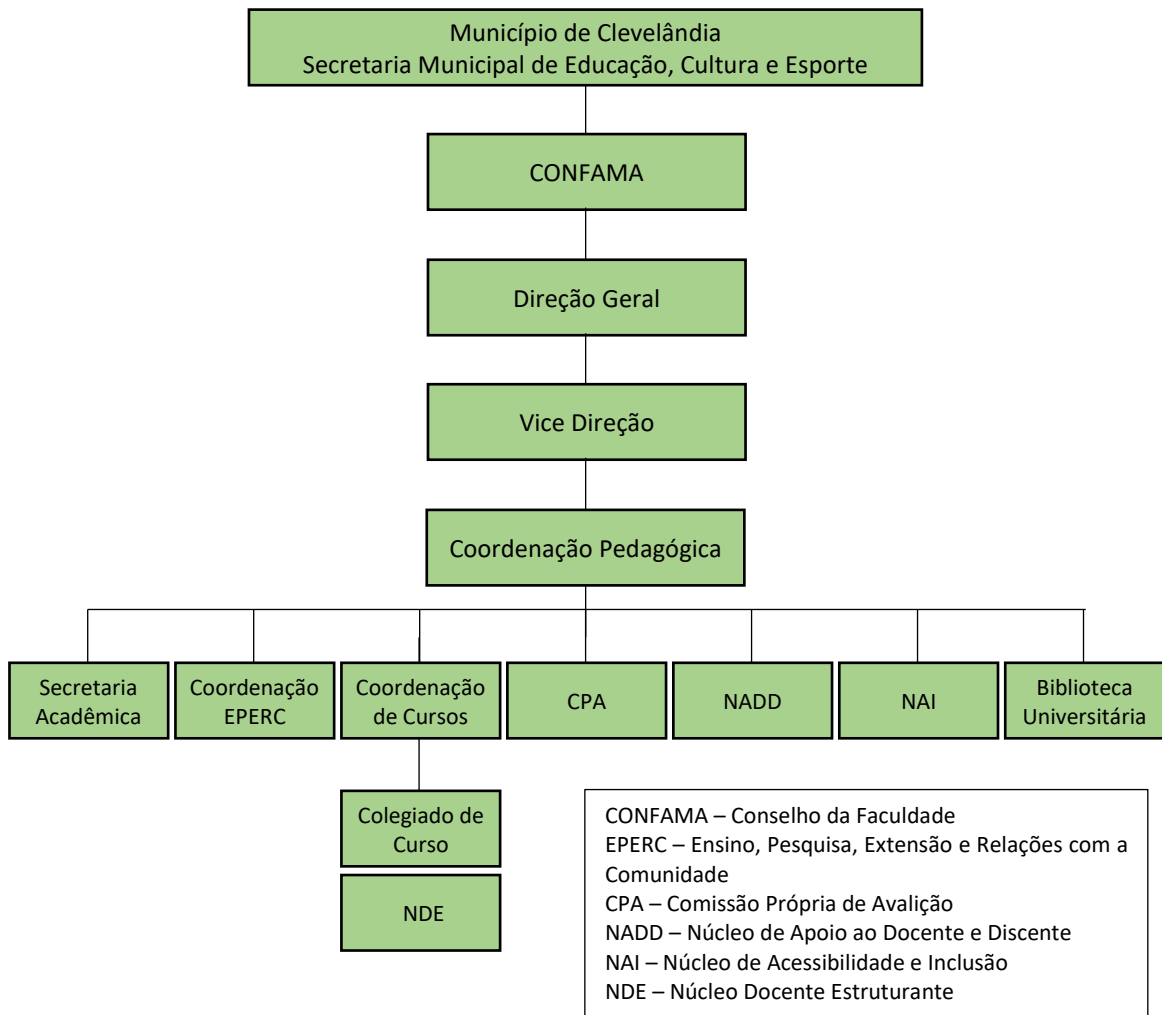 Município de Clevelândia
Secretaria Municipal de Educação, Cultura e Esporte
CONFAMA
Direção Geral
Vice Direção
Coordenação Pedagógica
Secretaria
Acadêmica
Coordenação
EPERC
Coordenação
de Cursos
CPA
NADD
NAI
Biblioteca
Universitária
Colegiado de
Curso
NDE
CONFAMA – Conselho da Faculdade
EPERC – Ensino, Pesquisa, Extensão e Relações com a
Comunidade
CPA – Comissão Própria de Avalição
NADD – Núcleo de Apoio ao Docente e Discente
NAI – Núcleo de Acessibilidade e Inclusão
NDE – Núcleo Docente Estruturante